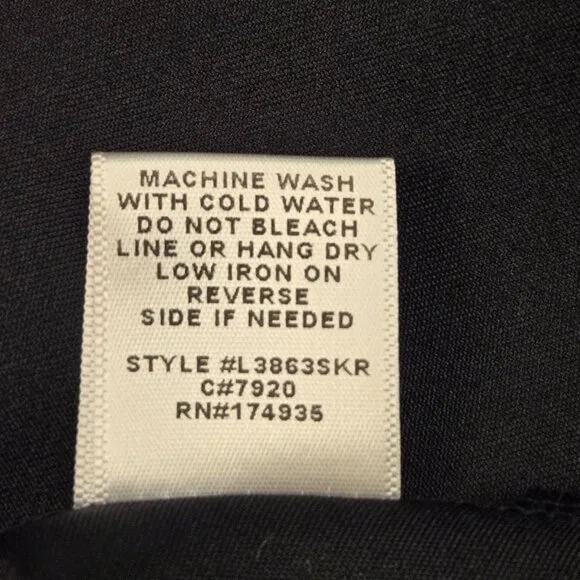 MACHINE WASH
WITH COLD WATER
DO NOT BLEACH
LINE OR HANG DRY
LOW IRON ON
REVERSE
SIDE IF NEEDED
STYLE #L3863SKR
C#7920
RN#174935